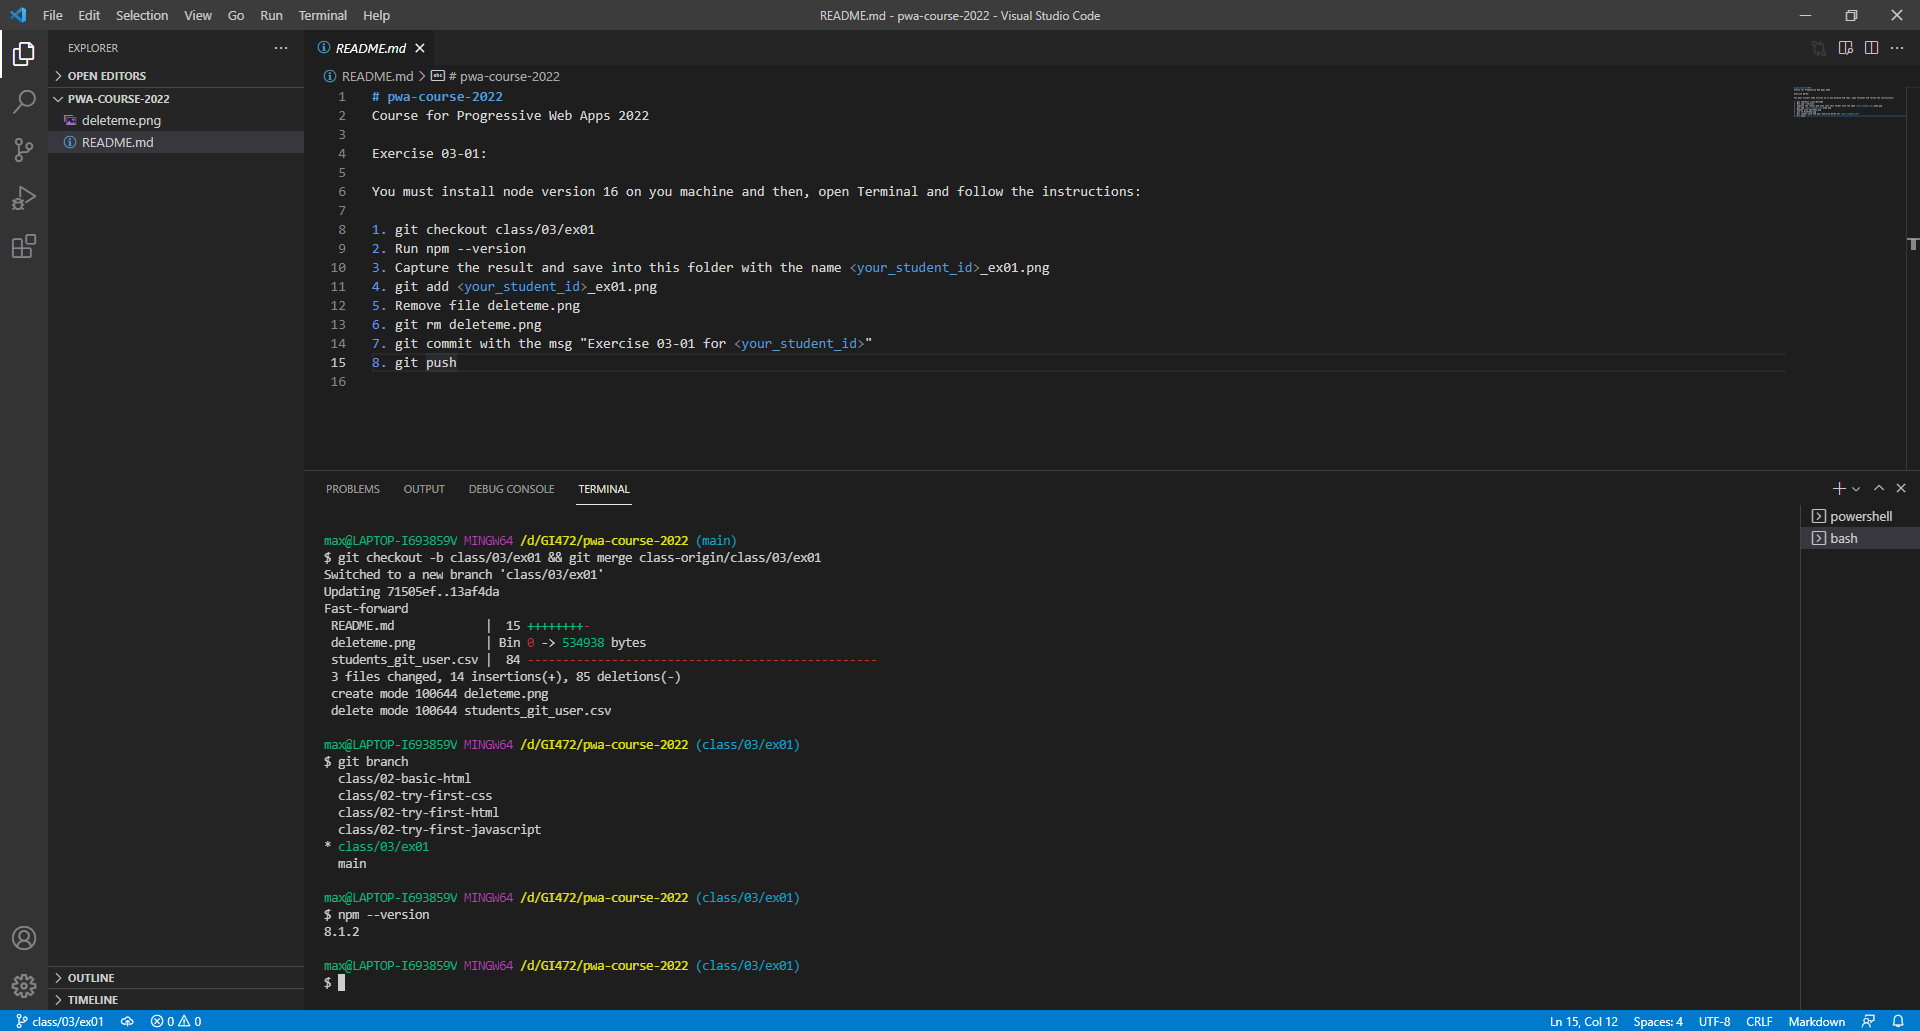 File Edit Selection View Go Run Terminal Help
README.md - pwa-course-2022 - Visual Studio Code
EXPLORER
OPEN EDITORS
PWA-COURSE-2022
deleteme.png
README.md
OUTLINE
TIMELINE
README.md
README.md > # pwa-course-2022
1 # pwa-course-2022
2 Course for Progressive Web Apps 2022
3
4 Exercise 03-01:
5
6 You must install node version 16 on you machine and then, open Terminal and follow the instructions:
7
8 1. git checkout class/03/ex01
9 2. Run npm --version
10 3. Capture the result and save into this folder with the name <your_student_id>_ex01.png
11 4. git add <your_student_id>_ex01.png
12 5. Remove file deleteme.png
13 6. git rm deleteme.png
14 7. git commit with the msg "Exercise 03-01 for <your_student_id>"
15 8. git push
16
PROBLEMS OUTPUT DEBUG CONSOLE TERMINAL
powershell
bash
max@LAPTOP-I693859V MINGW64 /d/GI472/pwa-course-2022 (main)
$ git checkout -b class/03/ex01 && git merge class-origin/class/03/ex01
Switched to a new branch 'class/03/ex01'
Updating 71505ef..13af4da
Fast-forward
README.md | 15 ++++++++-
deleteme.png | Bin 0 -> 534938 bytes
students_git_user.csv | 84 --------------------------------------------------
3 files changed, 14 insertions(+), 85 deletions(-)
create mode 100644 deleteme.png
delete mode 100644 students_git_user.csv
max@LAPTOP-I693859V MINGW64 /d/GI472/pwa-course-2022 (class/03/ex01)
$ git branch
class/02-basic-html
class/02-try-first-css
class/02-try-first-html
class/02-try-first-javascript
* class/03/ex01
main
max@LAPTOP-I693859V MINGW64 /d/GI472/pwa-course-2022 (class/03/ex01)
$ npm --version
8.1.2
max@LAPTOP-I693859V MINGW64 /d/GI472/pwa-course-2022 (class/03/ex01)
$
class/03/ex01 0 0
Ln 15, Col 12 Spaces: 4 UTF-8 CRLF Markdown